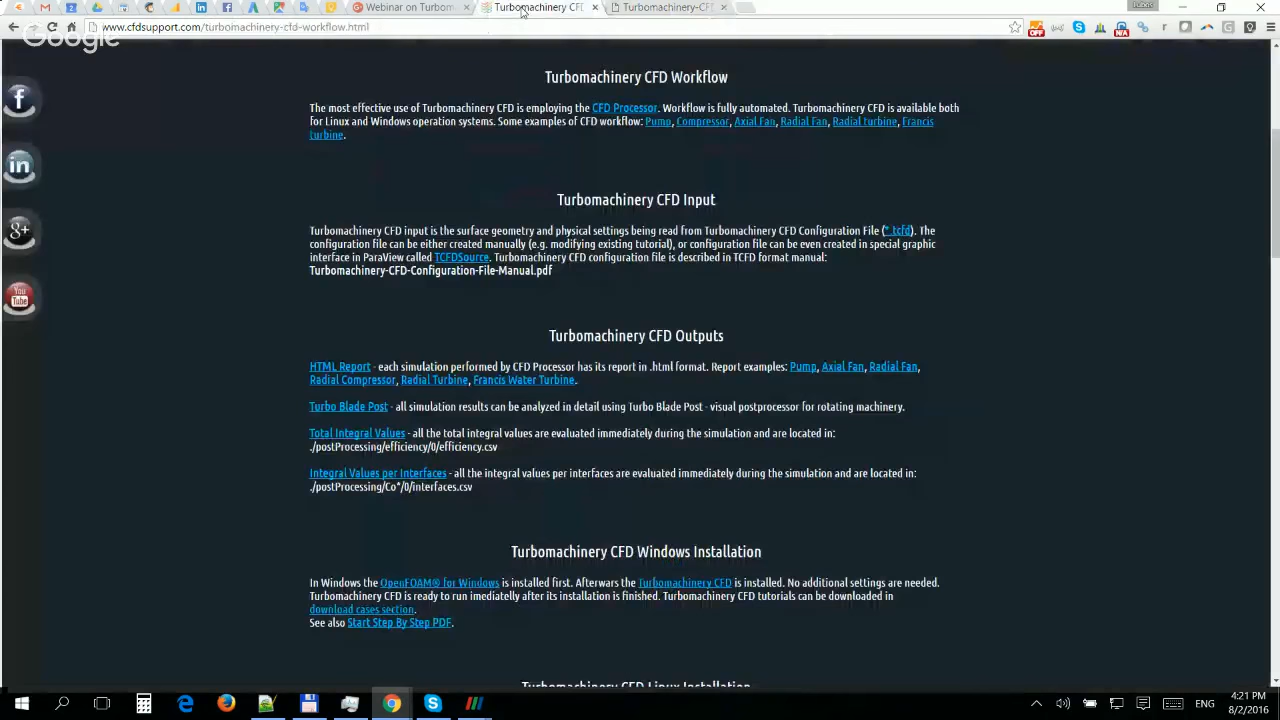 Webinar on Turbom
Turbomachinery CFD
Turbomachinery-CF
www.cfdsupport.com/turbomachinery-cfd-workflow.html
Google
Turbomachinery CFD Workflow
The most effective use of Turbomachinery CFD is employing the CFD Processor. Workflow is fully automated. Turbomachinery CFD is available both
for Linux and Windows operation systems. Some examples of CFD workflow: Pump, Compressor, Axial Fan, Radial Fan, Radial turbine, Francis
turbine.
Turbomachinery CFD Input
Turbomachinery CFD input is the surface geometry and physical settings being read from Turbomachinery CFD Configuration File (*.tcfd). The
configuration file can be either created manually (e.g. modifying existing tutorial), or configuration file can be even created in special graphic
interface in ParaView called TCFDSource. Turbomachinery CFD configuration file is described in TCFD format manual:
Turbomachinery-CFD-Configuration-File-Manual.pdf
Turbomachinery CFD Outputs
HTML Report - each simulation performed by CFD Processor has its report in .html format. Report examples: Pump, Axial Fan, Radial Fan,
Radial Compressor, Radial Turbine, Francis Water Turbine.
Turbo Blade Post - all simulation results can be analyzed in detail using Turbo Blade Post - visual postprocessor for rotating machinery.
Total Integral Values - all the total integral values are evaluated immediately during the simulation and are located in:
./postProcessing/efficiency/0/efficiency.csv
Integral Values per Interfaces - all the integral values per interfaces are evaluated immediately during the simulation and are located in:
./postProcessing/Co*/0/interfaces.csv
Turbomachinery CFD Windows Installation
In Windows the OpenFOAM® for Windows is installed first. Afterwars the Turbomachinery CFD is installed. No additional settings are needed.
Turbomachinery CFD is ready to run imediatelly after its installation is finished. Turbomachinery CFD tutorials can be downloaded in
download cases section.
See also Start Step By Step PDF.
Turbomachinery CFD Linux Installation
ENG
4:21 PM
8/2/2016